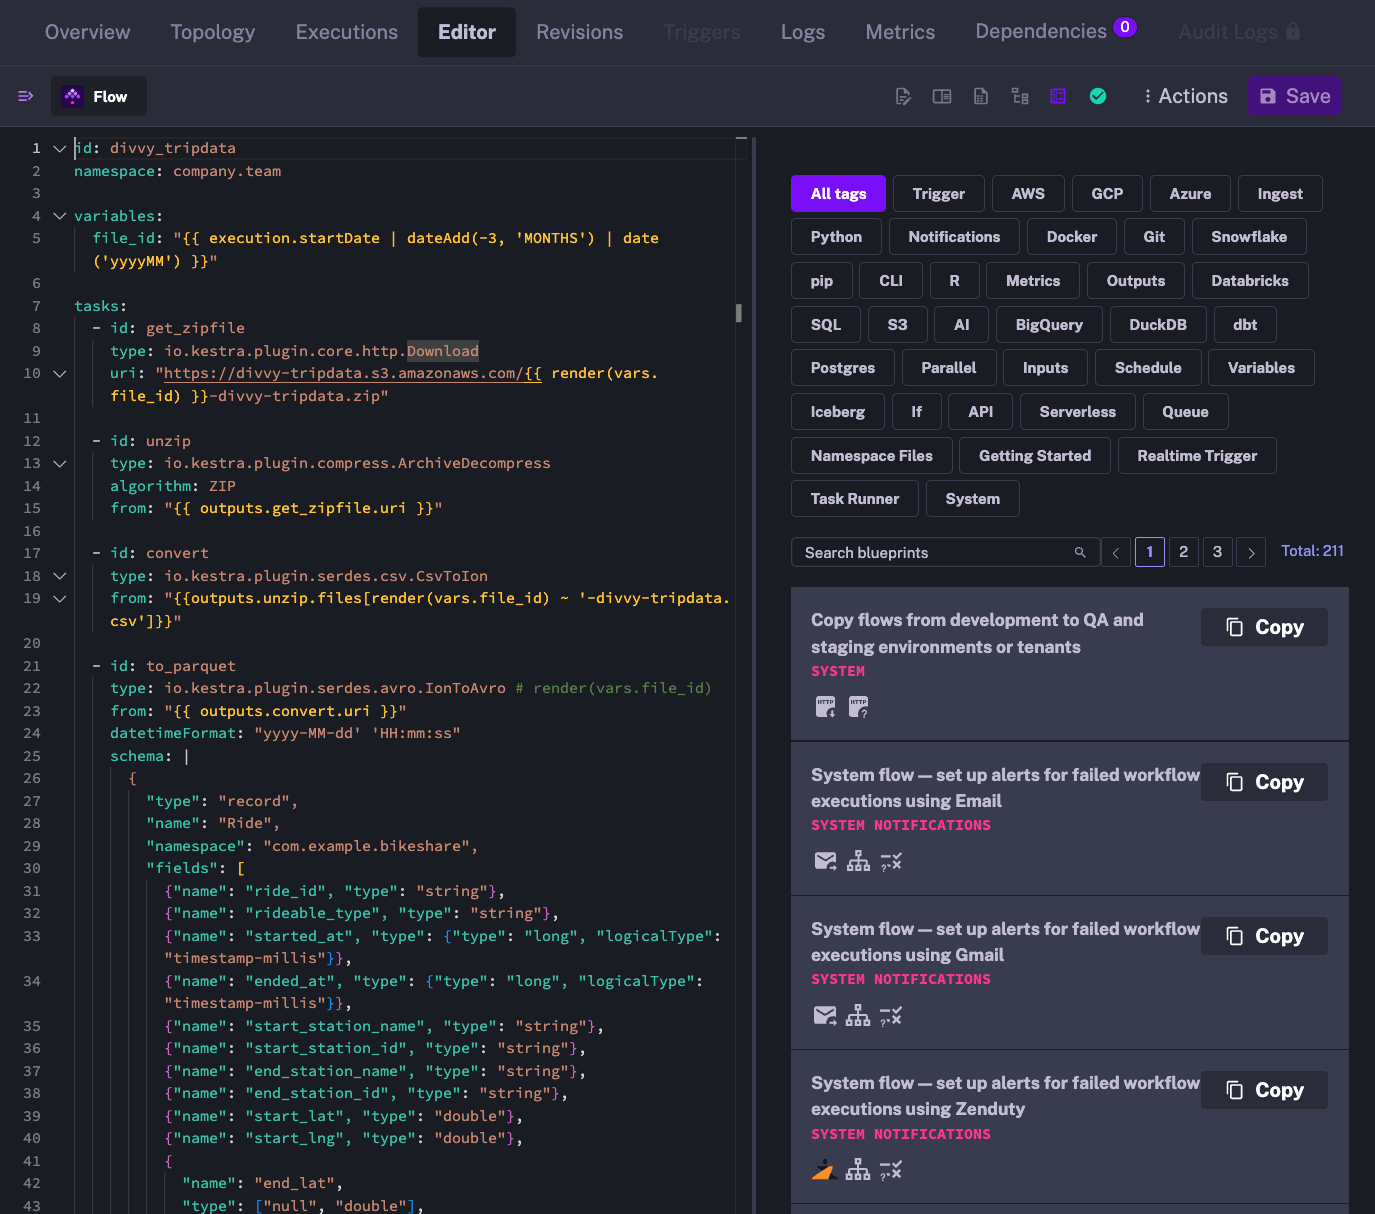 Overview Topology Executions Editor Revisions Triggers Logs Metrics Dependencies 0 Audit Logs
Flow Actions Save
1 id: divvy_tripdata
2 namespace: company.team
3
4 variables:
5 file_id: "{{ execution.startDate | dateAdd(-3, 'MONTHS') | date
('yyyyMM') }}"
6
7 tasks:
8 - id: get_zipfile
9 type: io.kestra.plugin.core.http.Download
10 uri: "https://divvy-tripdata.s3.amazonaws.com/{{ render(vars.
file_id) }}-divvy-tripdata.zip"
11
12 - id: unzip
13 type: io.kestra.plugin.compress.ArchiveDecompress
14 algorithm: ZIP
15 from: "{{ outputs.get_zipfile.uri }}"
16
17 - id: convert
18 type: io.kestra.plugin.serdes.csv.CsvToIon
19 from: "{{outputs.unzip.files[render(vars.file_id) ~ '-divvy-tripdata.
csv']}}"
20
21 - id: to_parquet
22 type: io.kestra.plugin.serdes.avro.IonToAvro # render(vars.file_id)
23 from: "{{ outputs.convert.uri }}"
24 datetimeFormat: "yyyy-MM-dd' 'HH:mm:ss"
25 schema: |
26 {
27 "type": "record",
28 "name": "Ride",
29 "namespace": "com.example.bikeshare",
30 "fields": [
31 {"name": "ride_id", "type": "string"},
32 {"name": "rideable_type", "type": "string"},
33 {"name": "started_at", "type": {"type": "long", "logicalType":
"timestamp-millis"}},
34 {"name": "ended_at", "type": {"type": "long", "logicalType":
"timestamp-millis"}},
35 {"name": "start_station_name", "type": "string"},
36 {"name": "start_station_id", "type": "string"},
37 {"name": "end_station_name", "type": "string"},
38 {"name": "end_station_id", "type": "string"},
39 {"name": "start_lat", "type": "double"},
40 {"name": "start_lng", "type": "double"},
41 {
42 "name": "end_lat",
43 "type": ["null", "double"],
All tags Trigger AWS GCP Azure Ingest
Python Notifications Docker Git Snowflake
pip CLI R Metrics Outputs Databricks
SQL S3 AI BigQuery DuckDB dbt
Postgres Parallel Inputs Schedule Variables
Iceberg If API Serverless Queue
Namespace Files Getting Started Realtime Trigger
Task Runner System
Search blueprints 1 2 3 Total: 211
Copy flows from development to QA and
staging environments or tenants
SYSTEM
HTTP HTTP
Copy
System flow — set up alerts for failed workflow
executions using Email
SYSTEM NOTIFICATIONS
Copy
System flow — set up alerts for failed workflow
executions using Gmail
SYSTEM NOTIFICATIONS
Copy
System flow — set up alerts for failed workflow
executions using Zenduty
SYSTEM NOTIFICATIONS
Copy